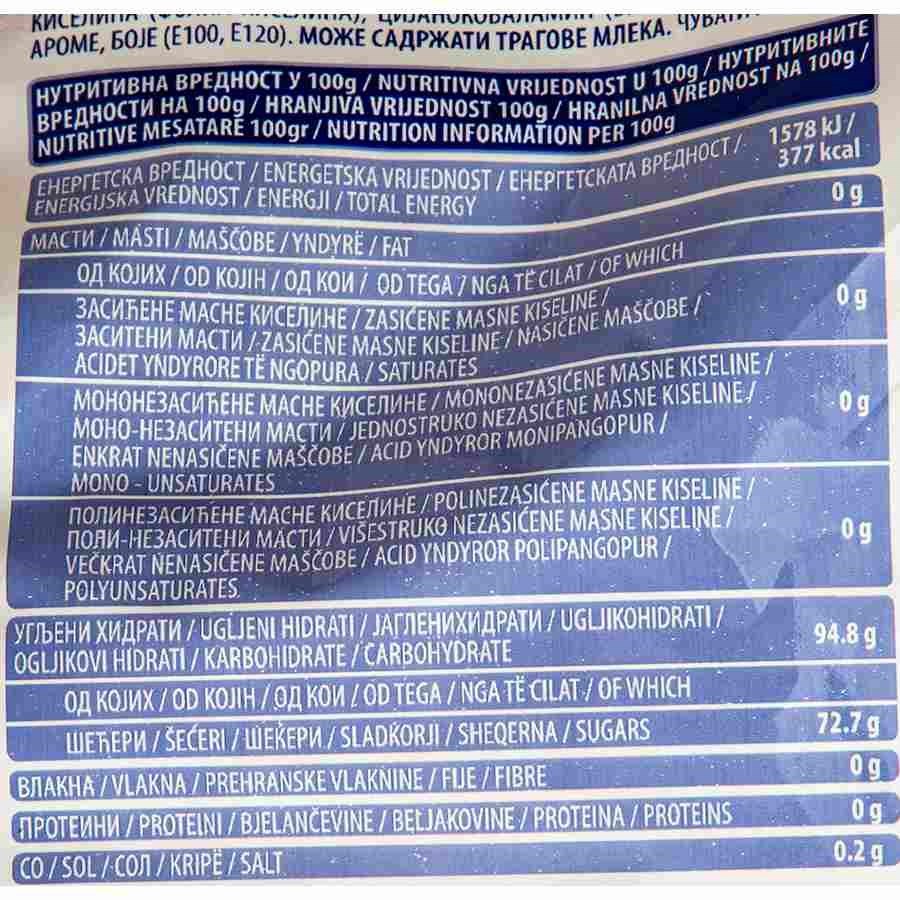 АРОМЕ, БОЈЕ (E100, E120). МОЖЕ САДРЖАТИ ТРАГОВЕ МЛЕКА.
НУТРИТИВНА ВРЕДНОСТ У 100g / NUTRITIVNA VRIJEDNOST U 100g / НУТРИТИВНИТЕ
ВРЕДНОСТИ НА 100g / HRANJIVA VRIJEDNOST 100g / HRANILNA VREDNOST NA 100g /
NUTRITIVE MESATARË 100gr / NUTRITION INFORMATION PER 100g
ЕНЕРГЕТСКА ВРЕДНОСТ / ENERGETSKA VRIJEDNOST / ЕНЕРГЕТСКАТА ВРЕДНОСТ / 1578 kJ /
ENERGIJSKA VREDNOST / ENERGJI / TOTAL ENERGY 377 kcal
МАСТИ / MASTI / MAŠČOBE / YNDYRË / FAT 0 g
ОД КОЈИХ / OD KOJIH / ОД КОИ / OD TEGA / NGA TË CILAT / OF WHICH
ЗАСИЋЕНЕ МАСНЕ КИСЕЛИНЕ / ZASIĆENE MASNE KISELINE / 0 g
ЗАСИТЕНИ МАСТИ / ZASIĆENE MASNE KISELINE / NASIČENE MAŠČOBE /
ACIDET YNDYRORE TË NGOPURA / SATURATES
МОНОНЕЗАСИЋЕНЕ МАСНЕ КИСЕЛИНЕ / MONONEZASIĆENE MASNE KISELINE / 0 g
МОНО-НЕЗАСИТЕНИ МАСТИ / JEDNOSTRUKO NEZASIĆENE MASNE KISELINE /
ENKRAT NENASIČENE MAŠČOBE / ACID YNDYROR MONIPANGOPUR /
MONO - UNSATURATES
ПОЛИНЕЗАСИЋЕНЕ МАСНЕ КИСЕЛИНЕ / POLINEZASIĆENE MASNE KISELINE / 0 g
ПОЛИ-НЕЗАСИТЕНИ МАСТИ / VIŠESTRUKO NEZASIĆENE MASNE KISELINE /
VEČKRAT NENASIČENE MAŠČOBE / ACID YNDYROR POLIPANGOPUR /
POLYUNSATURATES
УГЉЕНИ ХИДРАТИ / UGLJENI HIDRATI / ЈАГЛЕНИХИДРАТИ / UGLJIKOHIDRATI / 94.8 g
OGLJIKOVI HIDRATI / KARBOHIDRATE / CARBOHYDRATE
ОД КОЈИХ / OD KOJIH / ОД КОИ / OD TEGA / NGA TË CILAT / OF WHICH
ШЕЋЕРИ / ŠEĆERI / ШЕЌЕРИ / SLADKORJI / SHEQERNA / SUGARS 72.7 g
ВЛАКНА / VLAKNA / PREHRANSKE VLAKNINE / FIJE / FIBRE 0 g
ПРОТЕИНИ / PROTEINI / BJELANČEVINE / BELJAKOVINE / PROTEINA / PROTEINS 0 g
СО / SOL / СОЛ / KRIPË / SALT 0.2 g